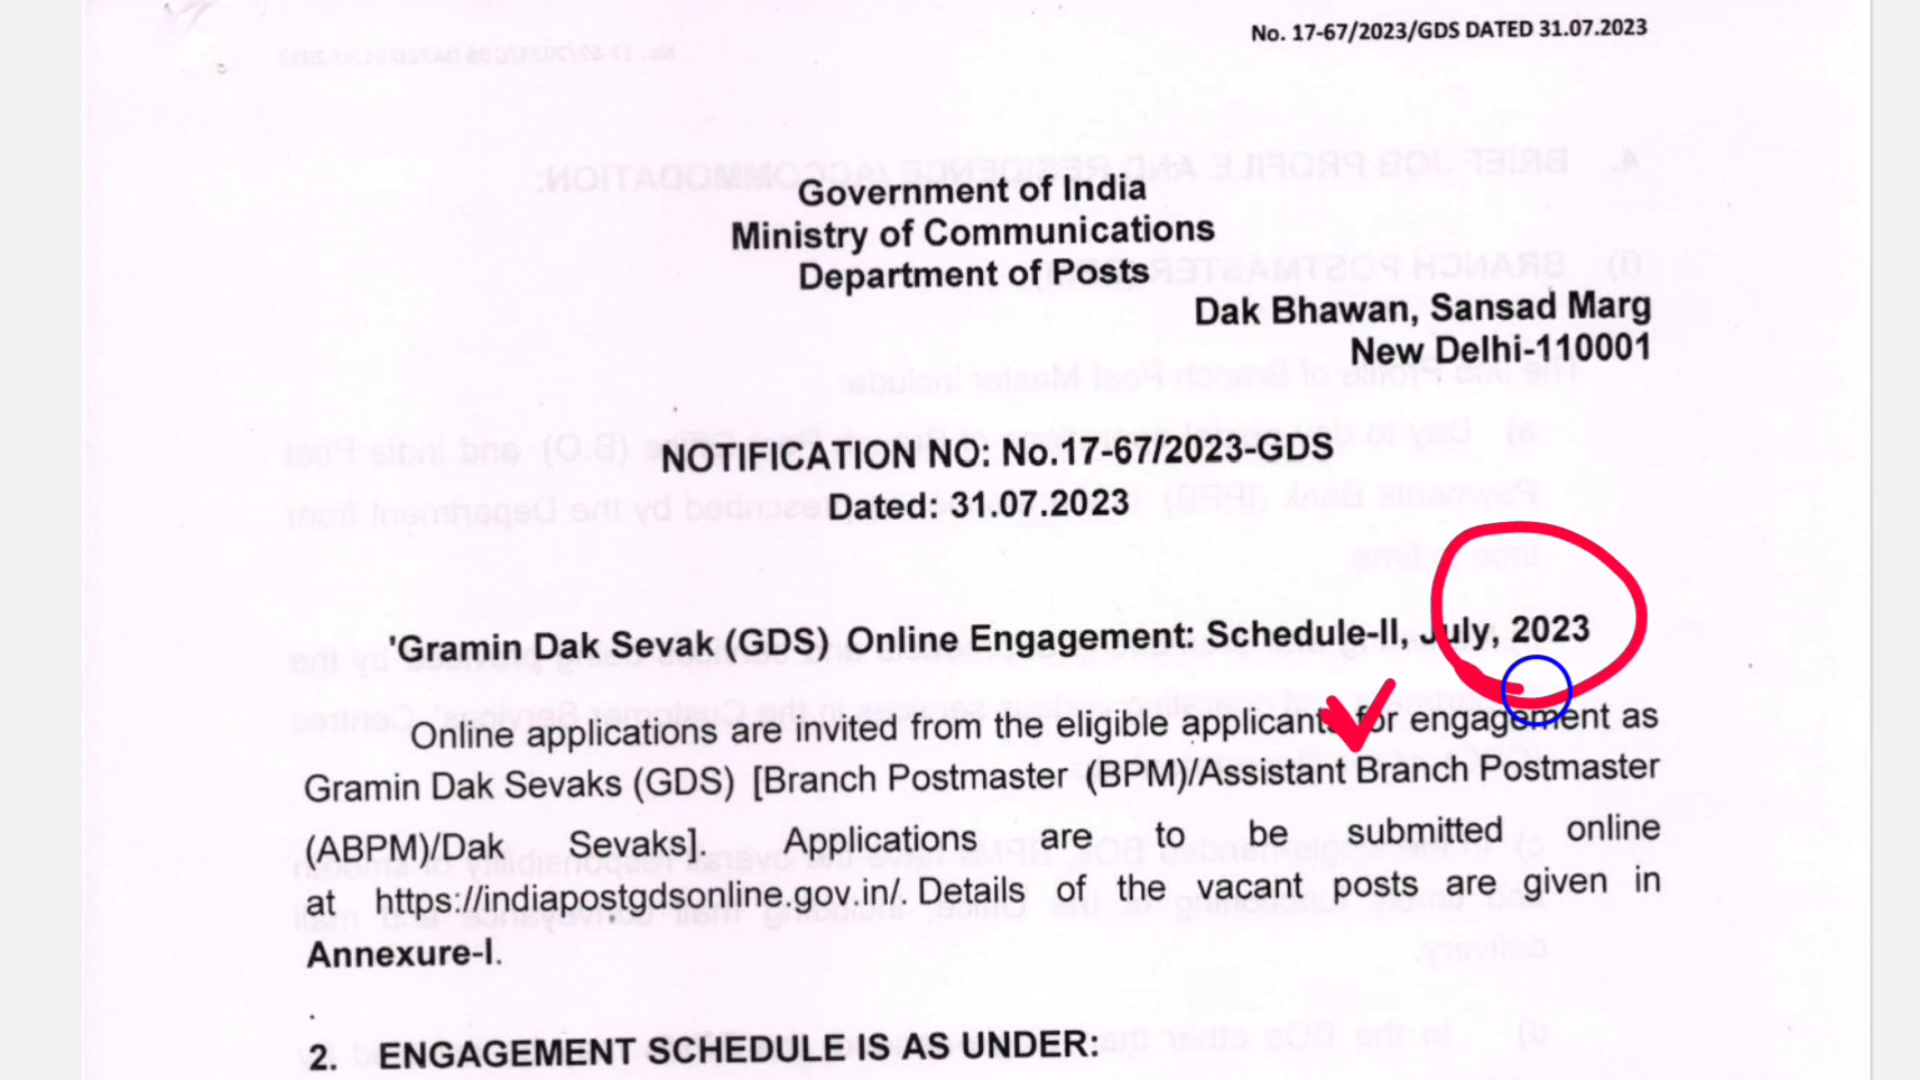 No. 17-67/2023/GDS DATED 31.07.2023
Government of India
Ministry of Communications
Department of Posts
Dak Bhawan, Sansad Marg
New Delhi-110001
NOTIFICATION NO: No.17-67/2023-GDS
Dated: 31.07.2023
'Gramin Dak Sevak (GDS) Online Engagement: Schedule-II, July, 2023
Online applications are invited from the eligible applicants for engagement as
Gramin Dak Sevaks (GDS) [Branch Postmaster (BPM)/Assistant Branch Postmaster
(ABPM)/Dak Sevaks]. Applications are to be submitted online
at https://indiapostgdsonline.gov.in/. Details of the vacant posts are given in
Annexure-I.
2. ENGAGEMENT SCHEDULE IS AS UNDER: